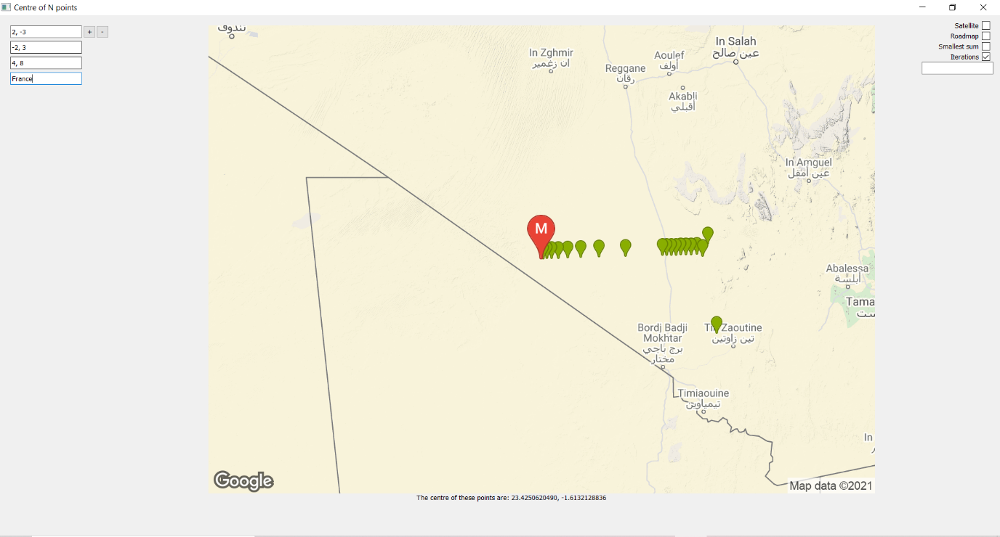 Centre of N points
2, -3
+
-
-2, 3
4, 8
France
Satellite
Roadmap
Smallest sum
Iterations
تندوف
In Zghmir
ان زغمير
Aoulef
أولف
In Salah
عين صالح
Reggane
رقان
Akabli
أقبلي
In Amguel
عين أمقل
M
Abalessa
أبلسة
Tama
ست
Bordj Badji
Mokhtar
برج باجي
مختار
Zaoutine
تين زاوتين
Timiaouine
تيمياوين
In
Google
Map data ©2021
The centre of these points are: 23.4250620490, -1.6132128836